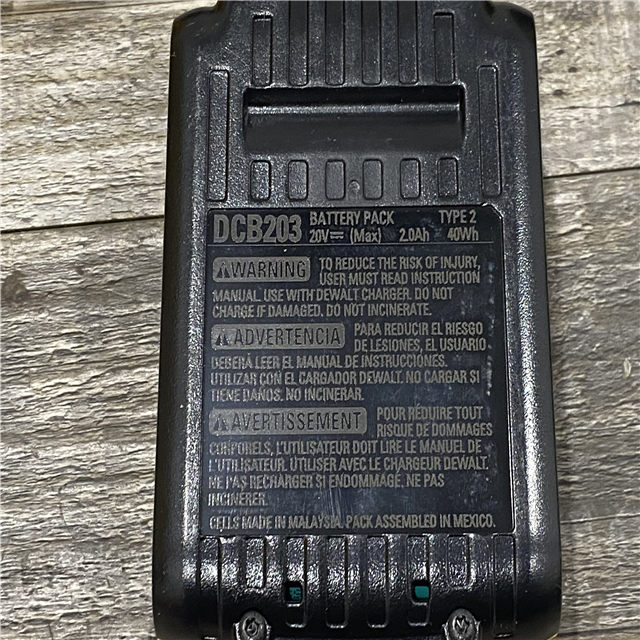 DCB203 BATTERY PACK TYPE 2
20V⎓ (Max) 2.0Ah 40Wh
⚠WARNING TO REDUCE THE RISK OF INJURY,
USER MUST READ INSTRUCTION
MANUAL. USE WITH DEWALT CHARGER. DO NOT
CHARGE IF DAMAGED. DO NOT INCINERATE.
⚠ADVERTENCIA PARA REDUCIR EL RIESGO
DE LESIONES, EL USUARIO
DEBERÁ LEER EL MANUAL DE INSTRUCCIONES.
UTILIZAR CON EL CARGADOR DEWALT. NO CARGAR SI
TIENE DAÑOS. NO INCINERAR.
⚠AVERTISSEMENT POUR RÉDUIRE TOUT
RISQUE DE DOMMAGES
CORPORELS, L'UTILISATEUR DOIT LIRE LE MANUEL DE
L'UTILISATEUR. UTILISER AVEC LE CHARGEUR DEWALT.
NE PAS RECHARGER SI ENDOMMAGÉ. NE PAS
INCINERER.
CELLS MADE IN MALAYSIA. PACK ASSEMBLED IN MEXICO.